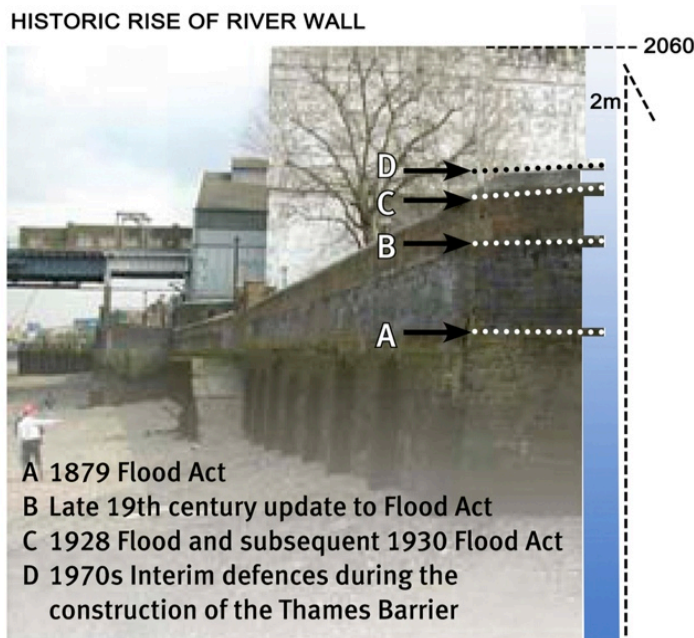 HISTORIC RISE OF RIVER WALL
2060
2m
D
C
B
A
A 1879 Flood Act
B Late 19th century update to Flood Act
C 1928 Flood and subsequent 1930 Flood Act
D 1970s Interim defences during the
construction of the Thames Barrier